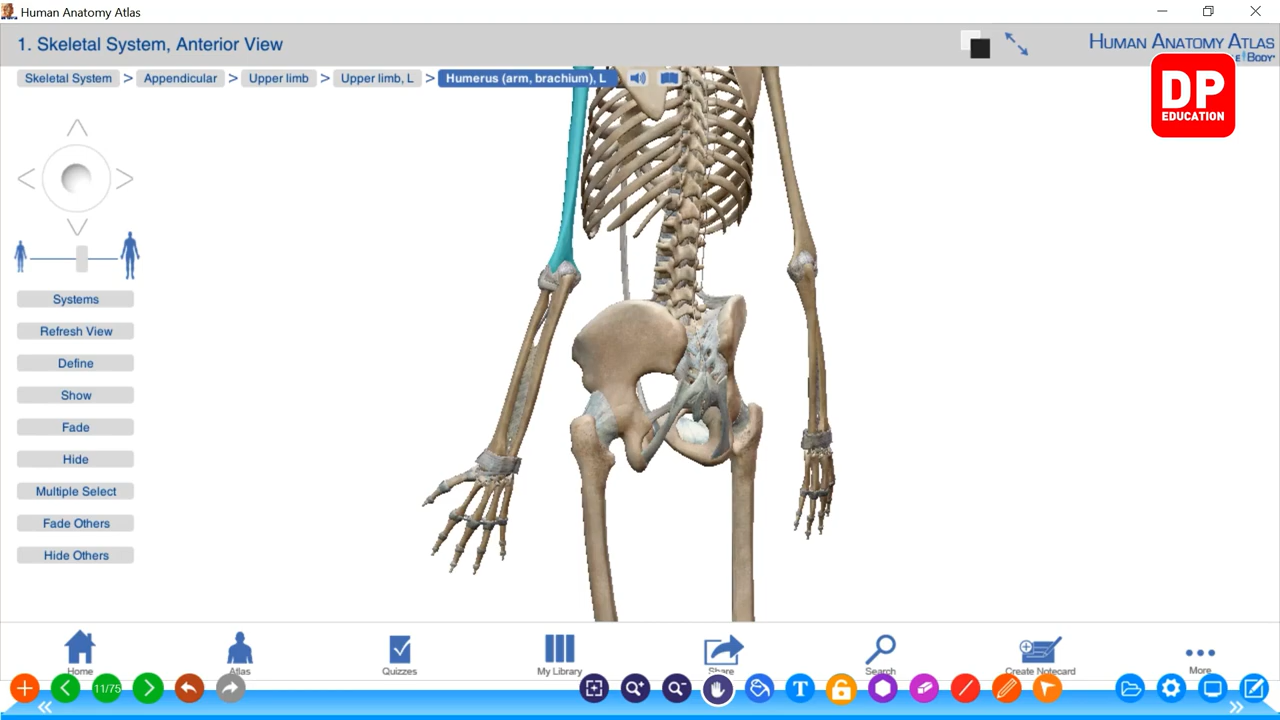 Human Anatomy Atlas
1. Skeletal System, Anterior View
HUMAN ANATOMY ATLAS
BODY
DP
EDUCATION
Skeletal System > Appendicular > Upper limb > Upper limb, L > Humerus (arm, brachium), L
Systems
Refresh View
Define
Show
Fade
Hide
Multiple Select
Fade Others
Hide Others
Home
Atlas
Quizzes
My Library
Share
Search
Create Notecard
More
11/75
T